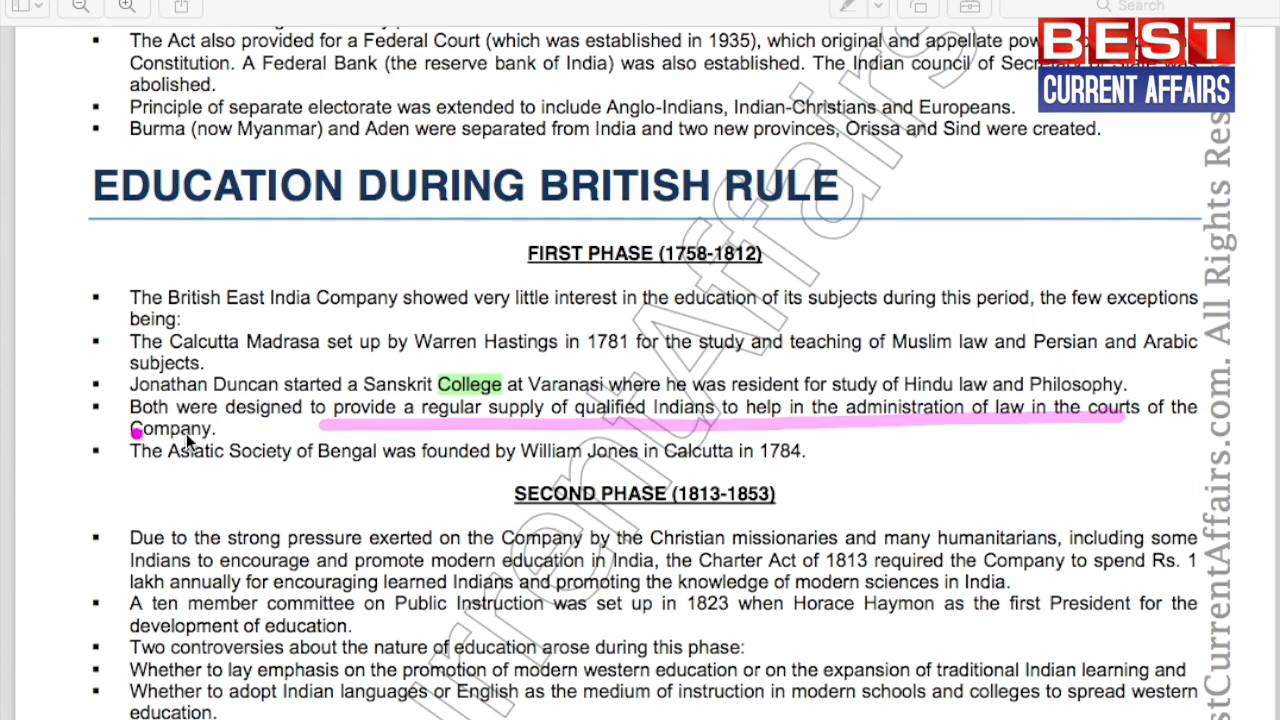 Search
The Act also provided for a Federal Court (which was established in 1935), which original and appellate
Constitution. A Federal Bank (the reserve bank of India) was also established. The Indian council of
abolished.
Principle of separate electorate was extended to include Anglo-Indians, Indian-Christians and Europeans.
Burma (now Myanmar) and Aden were separated from India and two new provinces, Orissa and Sind were created.
BEST
CURRENT AFFAIRS
EDUCATION DURING BRITISH RULE
FIRST PHASE (1758-1812)
The British East India Company showed very little interest in the education of its subjects during this period, the few exceptions
being:
The Calcutta Madrasa set up by Warren Hastings in 1781 for the study and teaching of Muslim law and Persian and Arabic
subjects.
Jonathan Duncan started a Sanskrit College at Varanasi where he was resident for study of Hindu law and Philosophy.
Both were designed to provide a regular supply of qualified Indians to help in the administration of law in the courts of the
Company.
The Asiatic Society of Bengal was founded by William Jones in Calcutta in 1784.
SECOND PHASE (1813-1853)
Due to the strong pressure exerted on the Company by the Christian missionaries and many humanitarians, including some
Indians to encourage and promote modern education in India, the Charter Act of 1813 required the Company to spend Rs. 1
lakh annually for encouraging learned Indians and promoting the knowledge of modern sciences in India.
A ten member committee on Public Instruction was set up in 1823 when Horace Haymon as the first President for the
development of education.
Two controversies about the nature of education arose during this phase:
Whether to lay emphasis on the promotion of modern western education or on the expansion of traditional Indian learning and
Whether to adopt Indian languages or English as the medium of instruction in modern schools and colleges to spread western
education.
stCurrentAffairs.com. All Rights Res
urrentAffairs